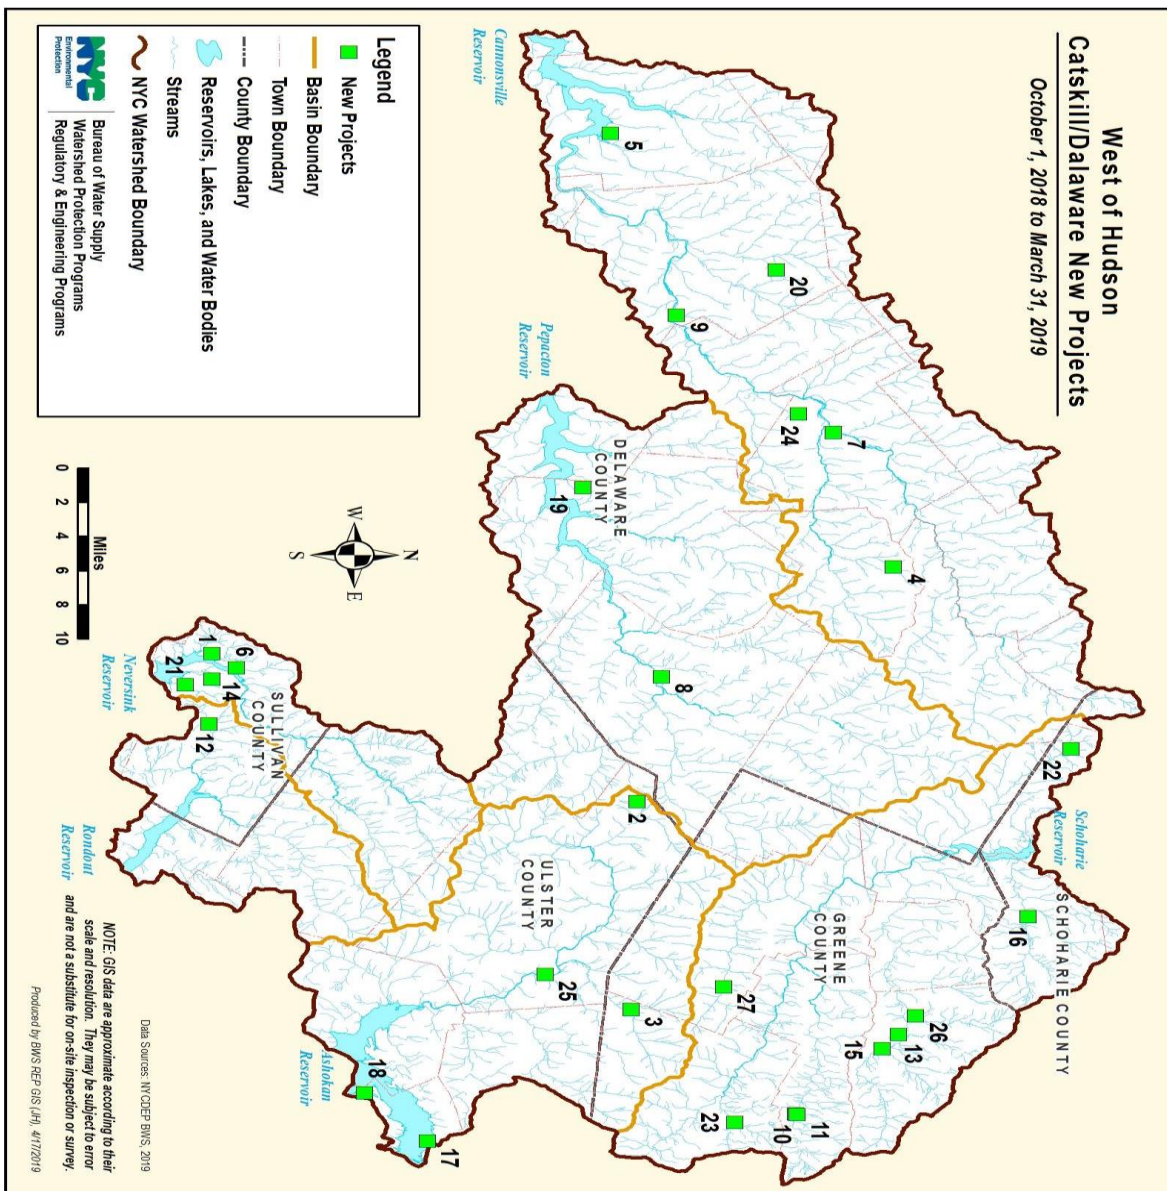 West of Hudson
Catskill/Dalaware New Projects
October 1, 2018 to March 31, 2019
Cannonsville
Reservoir
5
20
9
24
7
4
Pepacton
Reservoir
DELAWARE
COUNTY
19
8
22
Schoharie
Reservoir
SCHOHARIE COUNTY
16
GREENE
COUNTY
26
13
15
27
11
10
23
2
ULSTER
COUNTY
25
3
18
17
Ashokan
Reservoir
1
6
14
21
12
SULLIVAN
COUNTY
Neversink
Reservoir
Rondout
Reservoir
N
W
E
S
0 2 4 6 8 10
Miles
Legend
New Projects
Basin Boundary
Town Boundary
County Boundary
Reservoirs, Lakes, and Water Bodies
Streams
NYC Watershed Boundary
NYC
Environmental
Protection
Bureau of Water Supply
Watershed Protection Programs
Regulatory & Engineering Programs
Data Sources: NYCDEP BWS, 2019
NOTE: GIS data are approximate according to their
scale and resolution. They may be subject to error
and are not a substitute for on-site inspection or survey.
Produced by BWS REP GIS (JH), 4/17/2019